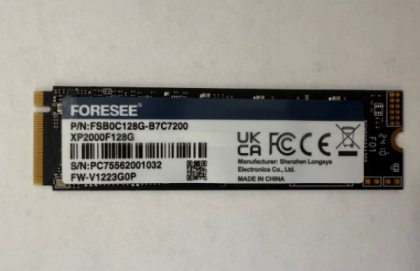 FORESEE
P/N:FSB0C128G-B7C7200
XP2000F128G
S/N:PC75562001032
FW-V1223G0P
UK
CA
FC CE
Manufacturer: Shenzhen Longsys
Electronics Co., Ltd.
MADE IN CHINA